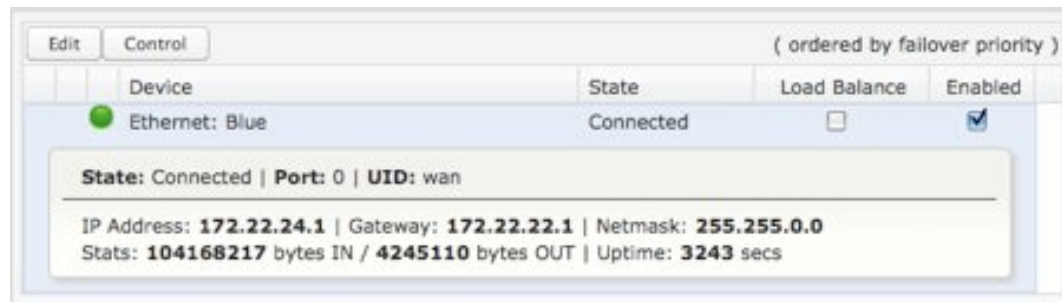 Edit Control ( ordered by failover priority )
Device State Load Balance Enabled
Ethernet: Blue Connected
State: Connected | Port: 0 | UID: wan
IP Address: 172.22.24.1 | Gateway: 172.22.22.1 | Netmask: 255.255.0.0
Stats: 104168217 bytes IN / 4245110 bytes OUT | Uptime: 3243 secs